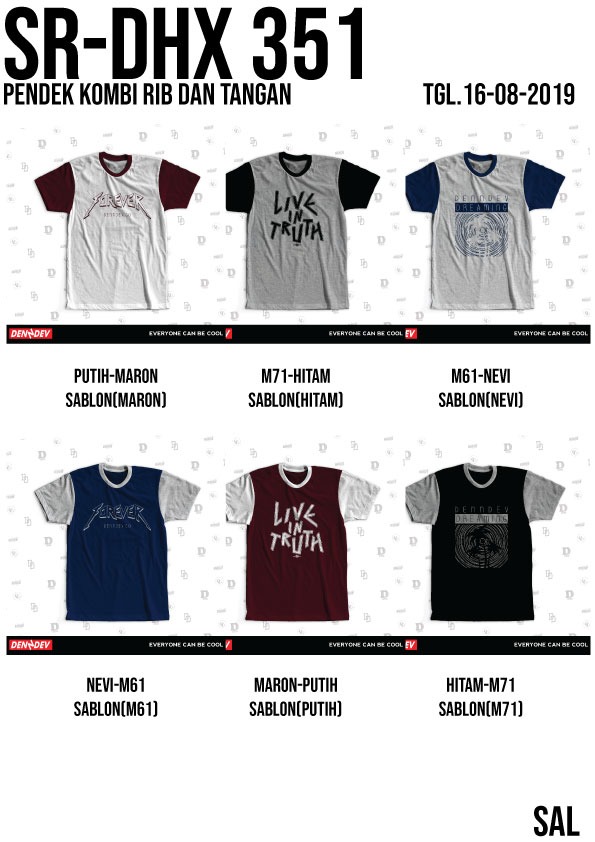 SR-DHX 351
PENDEK KOMBI RIB DAN TANGAN
TGL.16-08-2019
FOREVER
DENNDEV.CO
LIVE
IN
TRUTH
DENNDEV
DREAMING
DENNDEV
EVERYONE CAN BE COOL
EVERYONE CAN BE COOL
EV
EVERYONE CAN BE COOL
PUTIH-MARON
SABLON(MARON)
M71-HITAM
SABLON(HITAM)
M61-NEVI
SABLON(NEVI)
FOREVER
DENNDEV.CO
LIVE
IN
TRUTH
DENNDEV
DREAMING
DENNDEV
EVERYONE CAN BE COOL
EVERYONE CAN BE COOL
EV
EVERYONE CAN BE COOL
NEVI-M61
SABLON(M61)
MARON-PUTIH
SABLON(PUTIH)
HITAM-M71
SABLON(M71)
SAL